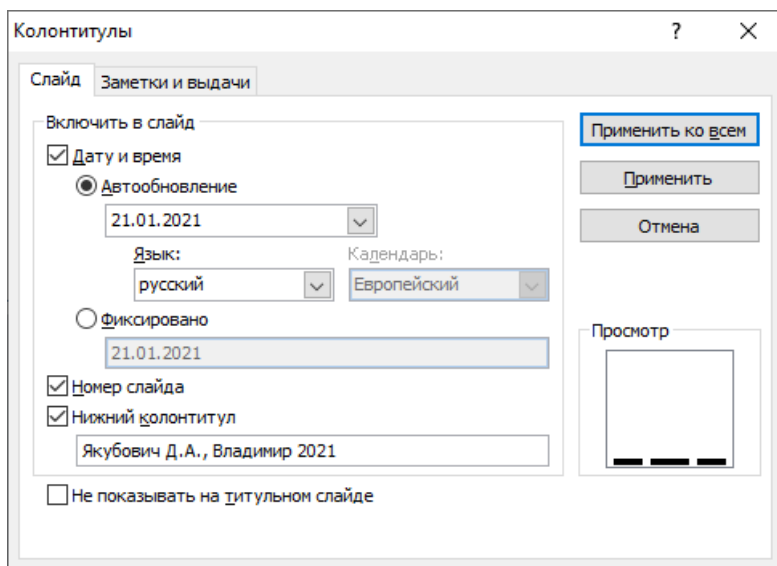 Колонтитулы ?
Слайд Заметки и выдачи
Включить в слайд
Применить ко всем
Дату и время
Применить
Автообновление
21.01.2021
Отмена
Язык: Календарь:
русский Европейский
Фиксировано
Просмотр
21.01.2021
Номер слайда
Нижний колонтитул
Якубович Д.А., Владимир 2021
Не показывать на титульном слайде